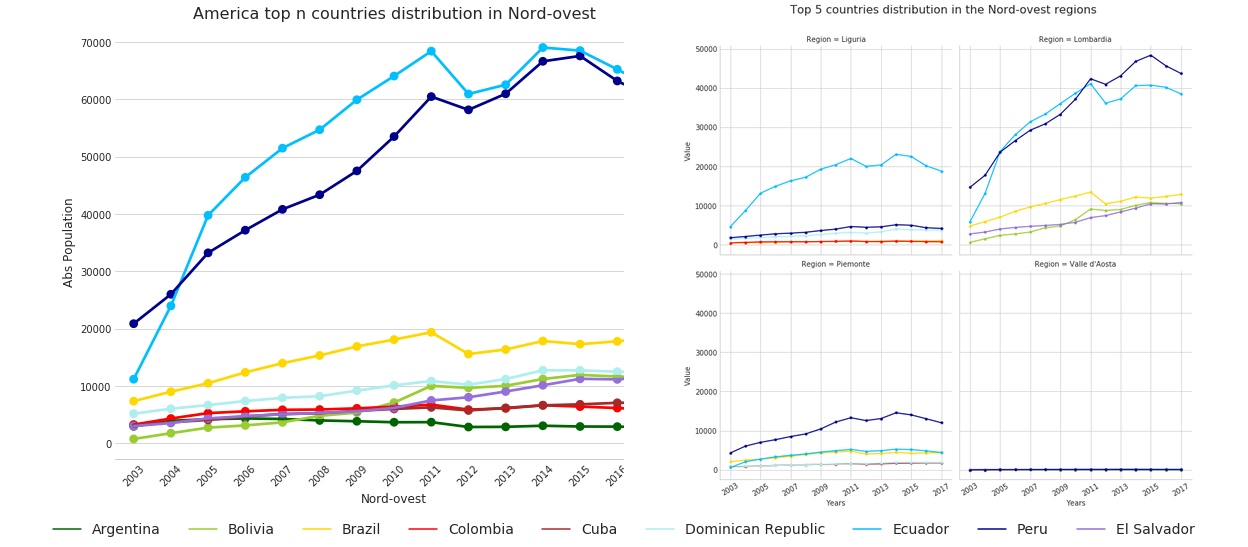 America top n countries distribution in Nord-ovest
Abs Population
70000
60000
50000
40000
30000
20000
10000
0
2003 2004 2005 2006 2007 2008 2009 2010 2011 2012 2013 2014 2015 2016
Nord-ovest
Top 5 countries distribution in the Nord-ovest regions
Region = Liguria
Region = Lombardia
Value
50000
40000
30000
20000
10000
0
Region = Piemonte
Region = Valle d'Aosta
Value
50000
40000
30000
20000
10000
0
2003 2005 2007 2009 2011 2013 2015 2017
2003 2005 2007 2009 2011 2013 2015 2017
Years
Years
Argentina Bolivia Brazil Colombia Cuba Dominican Republic Ecuador Peru El Salvador